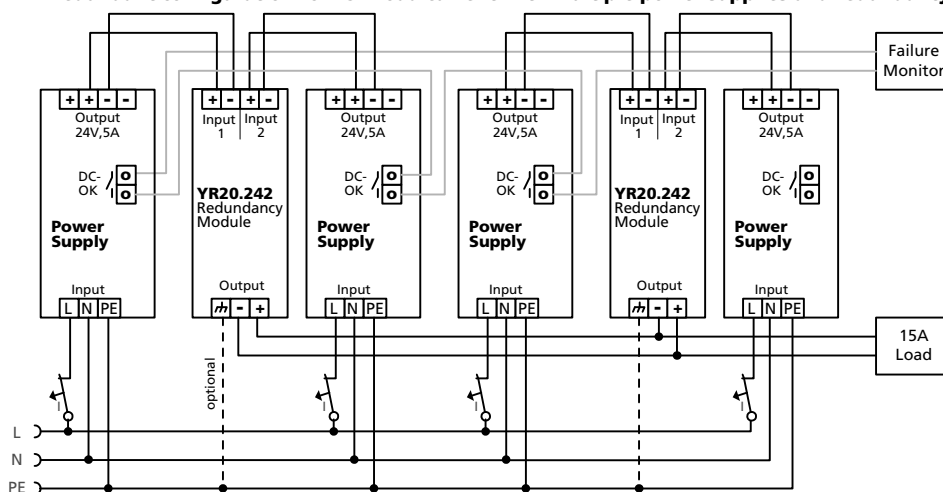 Failure
Monitor
+ + - -
Output
24V,5A
DC-
OK
Power
Supply
Input
L N PE
+ - + -
Input
1
Input
2
YR20.242
Redundancy
Module
Output
- +
optional
+ + - -
Output
24V,5A
DC-
OK
Power
Supply
Input
L N PE
+ + - -
Output
24V,5A
DC-
OK
Power
Supply
Input
L N PE
+ - + -
Input
1
Input
2
YR20.242
Redundancy
Module
Output
- +
+ + - -
Output
24V,5A
DC-
OK
Power
Supply
Input
L N PE
15A
Load
I
I
I
I
L
N
PE